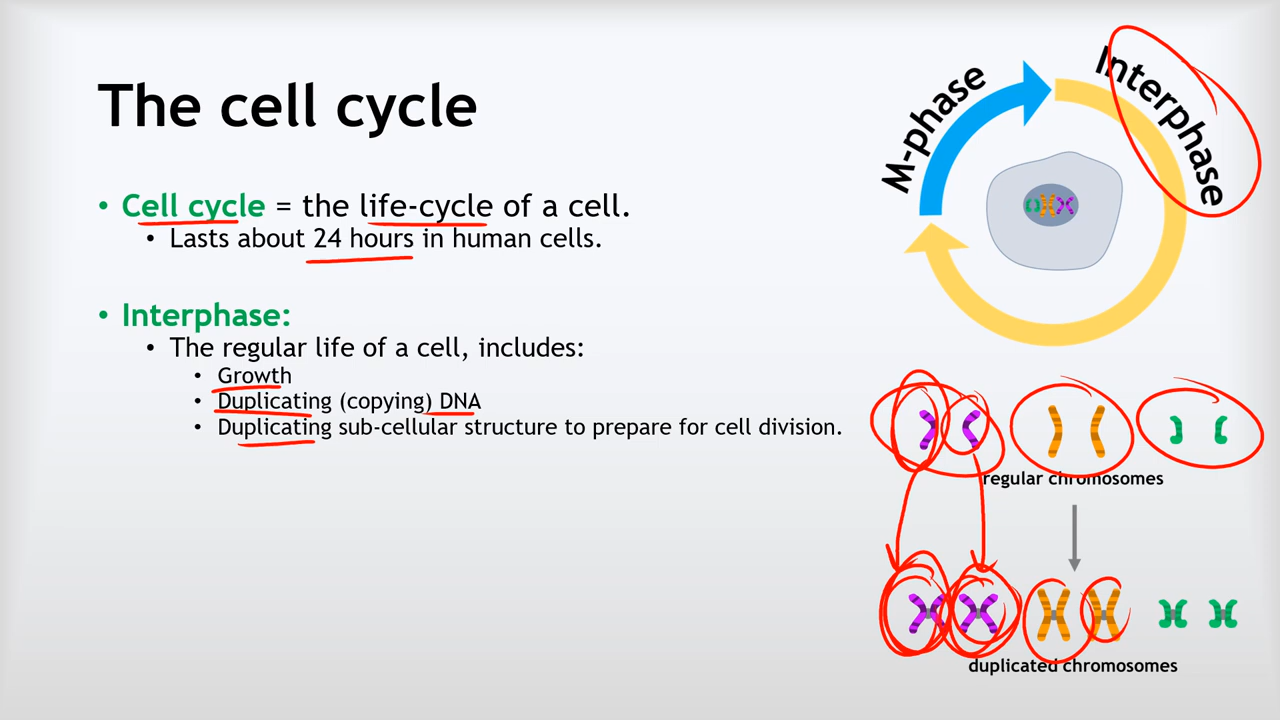 The cell cycle
• Cell cycle = the life-cycle of a cell.
• Lasts about 24 hours in human cells.
• Interphase:
• The regular life of a cell, includes:
• Growth
• Duplicating (copying) DNA
• Duplicating sub-cellular structure to prepare for cell division.
M-phase
Interphase
regular chromosomes
duplicated chromosomes